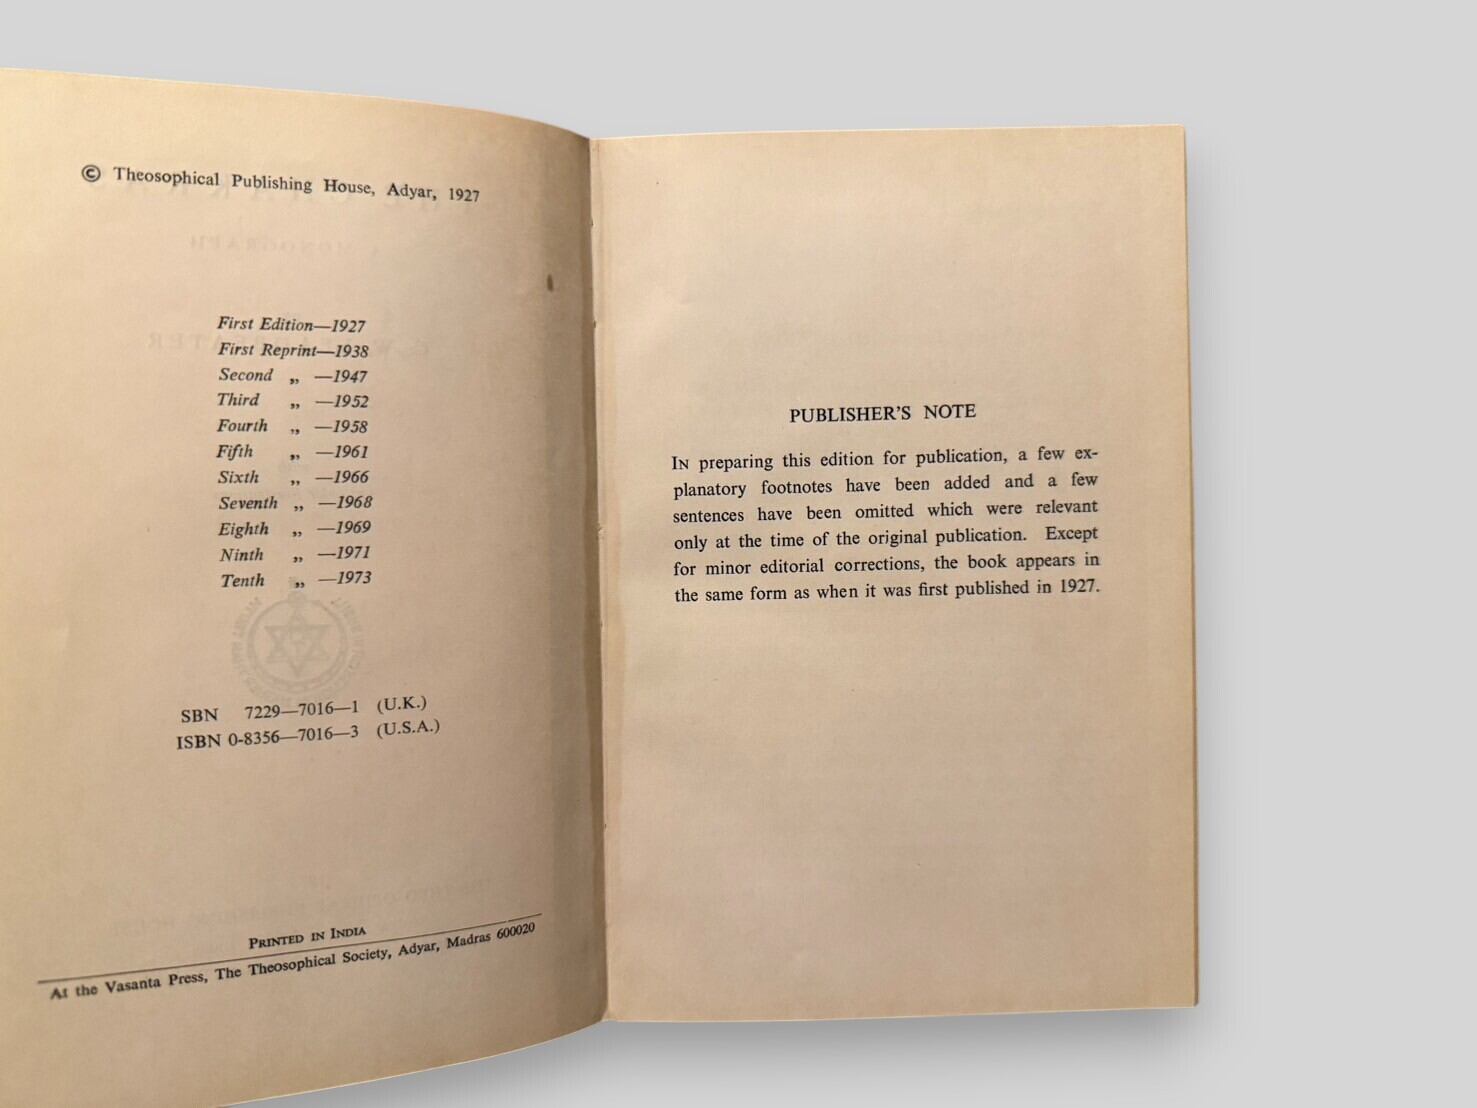 © Theosophical Publishing House, Adyar, 1927
First Edition—1927
First Reprint—1938
Second „ —1947
Third „ —1952
Fourth „ —1958
Fifth „ —1961
Sixth „ —1966
Seventh „ —1968
Eighth „ —1969
Ninth „ —1971
Tenth „ —1973
SBN 7229—7016—1 (U.K.)
ISBN 0-8356—7016—3 (U.S.A.)
PRINTED IN INDIA
At the Vasanta Press, The Theosophical Society, Adyar, Madras 600020
PUBLISHER'S NOTE
IN preparing this edition for publication, a few ex-
planatory footnotes have been added and a few
sentences have been omitted which were relevant
only at the time of the original publication. Except
for minor editorial corrections, the book appears in
the same form as when it was first published in 1927.